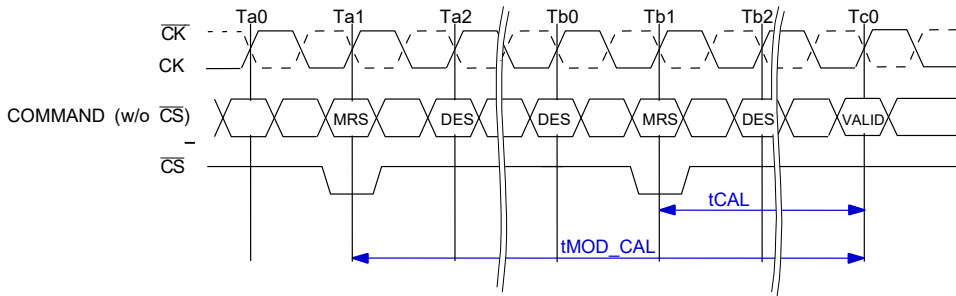 Ta0 Ta1 Ta2 Tb0 Tb1 Tb2 Tc0
CK
CK
COMMAND (w/o CS) MRS DES DES MRS DES VALID
CS
tCAL
tMOD_CAL